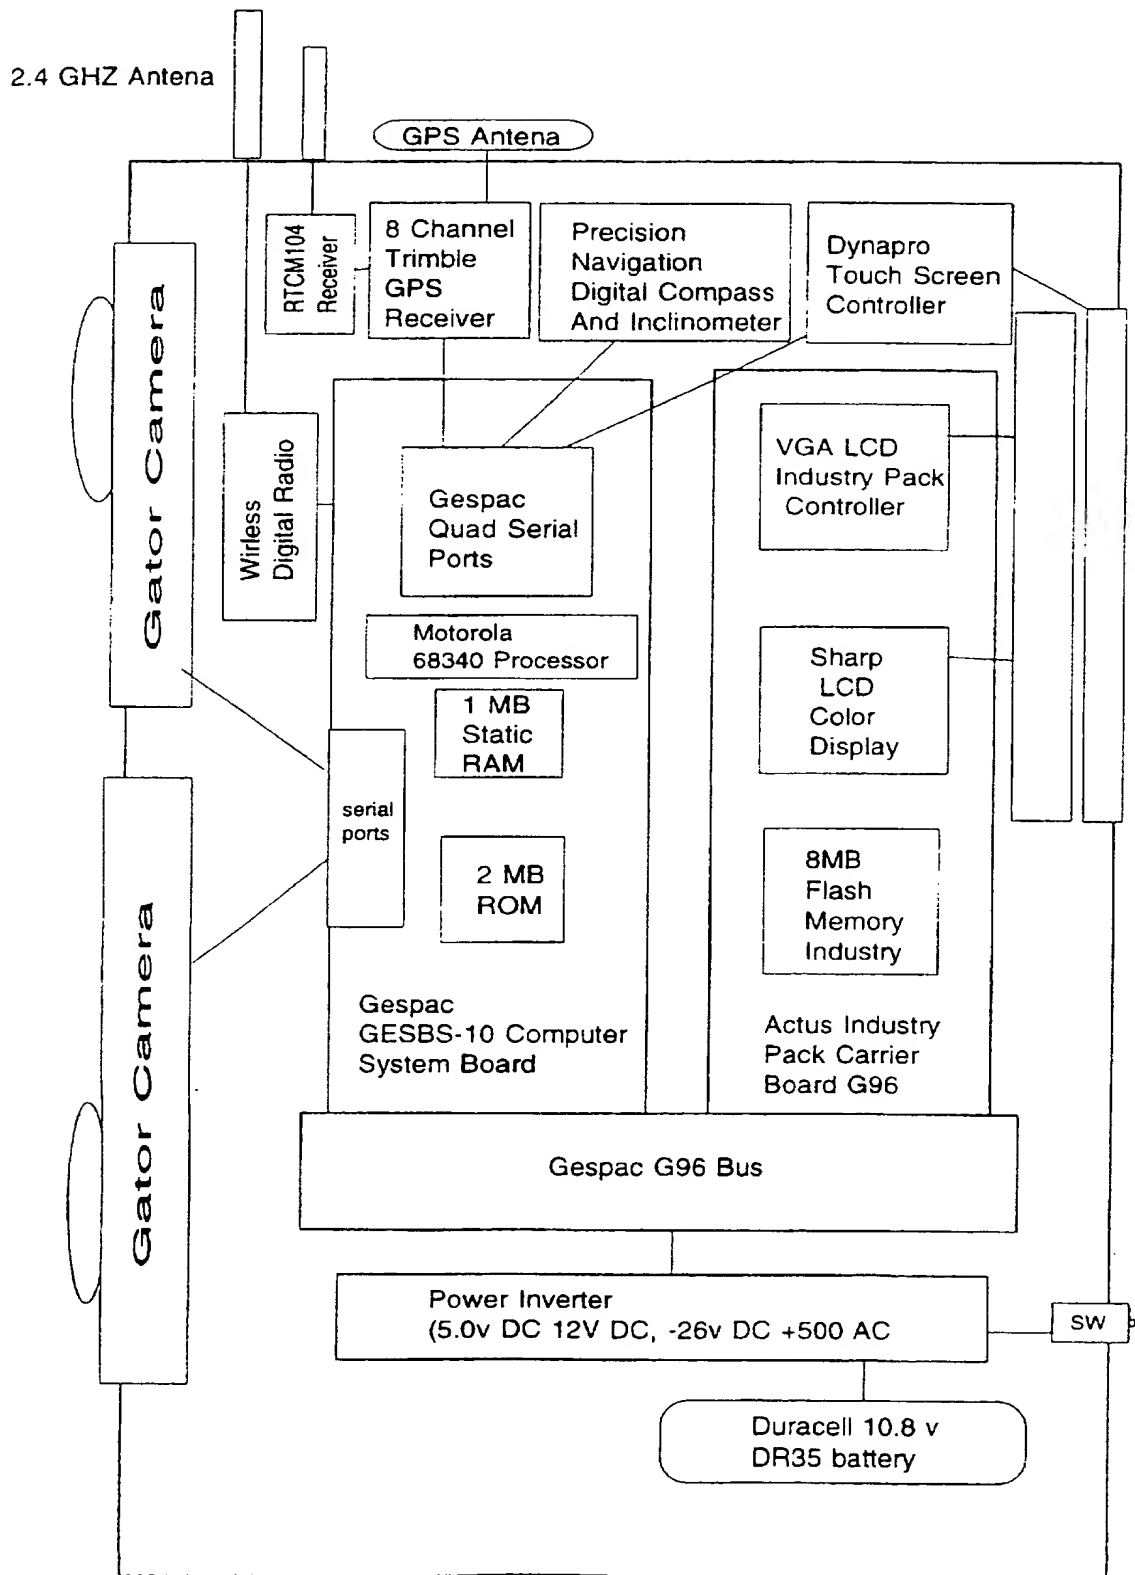 2.4 GHZ Antena
GPS Antena
RTCM104
Receiver
8 Channel
Trimble
GPS
Receiver
Precision
Navigation
Digital Compass
And Inclinometer
Dynapro
Touch Screen
Controller
Gator Camera
Wirless
Digital Radio
Gespac
Quad Serial
Ports
VGA LCD
Industry Pack
Controller
Motorola
68340 Processor
1 MB
Static
RAM
Sharp
LCD
Color
Display
serial
ports
2 MB
ROM
8MB
Flash
Memory
Industry
Gator Camera
Gespac
GESBS-10 Computer
System Board
Actus Industry
Pack Carrier
Board G96
Gespac G96 Bus
Power Inverter
(5.0v DC 12V DC, -26v DC +500 AC
SW
Duracell 10.8 v
DR35 battery